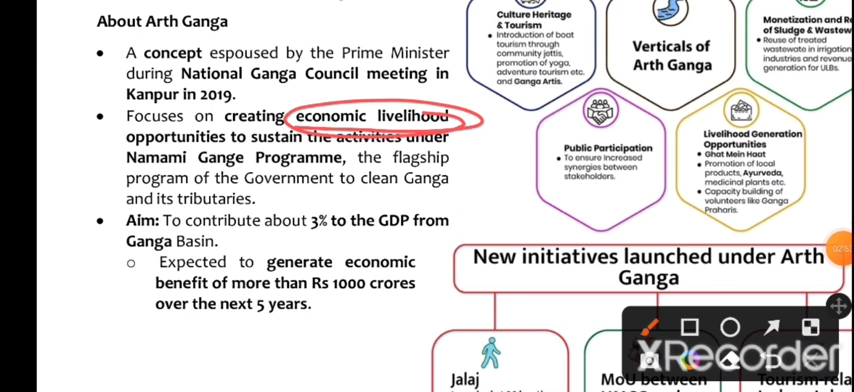 About Arth Ganga
• A concept espoused by the Prime Minister
during National Ganga Council meeting in
Kanpur in 2019.
• Focuses on creating economic livelihood
opportunities to sustain the activities under
Namami Gange Programme, the flagship
program of the Government to clean Ganga
and its tributaries.
• Aim: To contribute about 3% to the GDP from
Ganga Basin.
o Expected to generate economic
benefit of more than Rs 1000 crores
over the next 5 years.
Culture Heritage
& Tourism
• Introduction of boat
tourism through
community jettis,
promotion of yoga,
adventure tourism etc.
and Ganga Artis.
Verticals of
Arth Ganga
Monetization and
of Sludge &
• Reuse of treated
wastewate in irrigation
industries and revenue
generation for ULBs.
Public Participation
• To ensure increased
synergies between
stakeholders.
Livelihood Generation
Opportunities
• Ghat Mein Haat
• Promotion of local
products, Ayurveda,
medicinal plants etc.
• Capacity building of
volunteers like Ganga
Praharis.
New initiatives launched under Arth
Ganga
Jalaj
MoU between
XRecorder